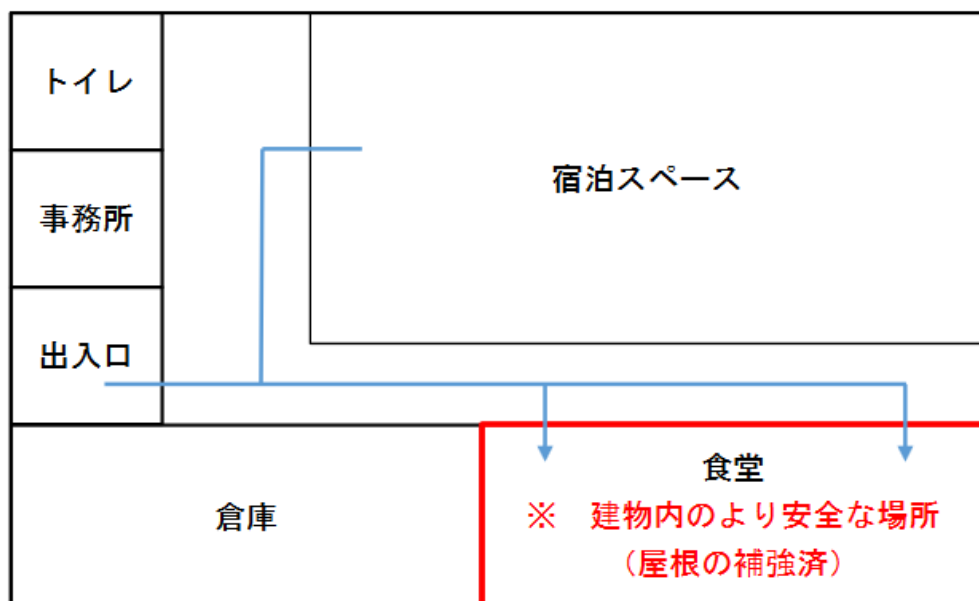 トイレ
宿泊スペース
事務所
出入口
食堂
※　建物内のより安全な場所
（屋根の補強済）
倉庫